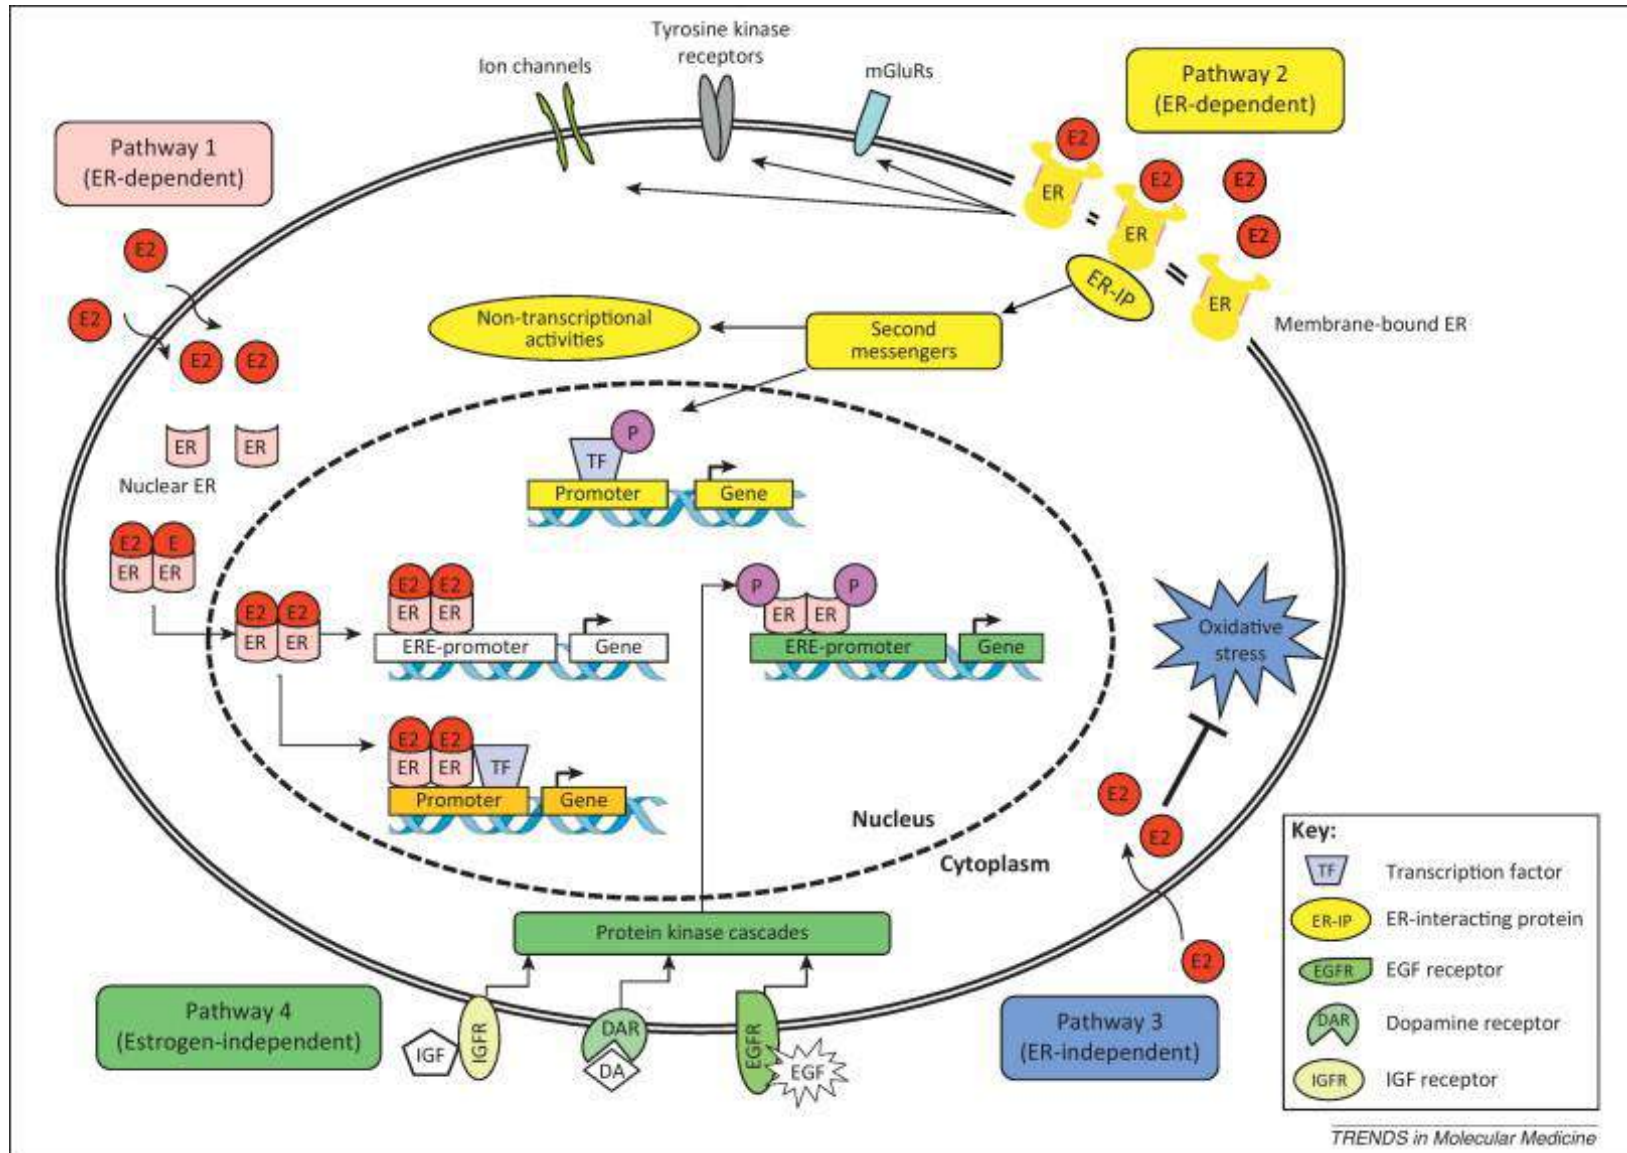 Tyrosine kinase
receptors
Ion channels
mGluRs
Pathway 2
(ER-dependent)
Pathway 1
(ER-dependent)
E2
ER
E2
ER
E2
E2
ER
ER-IP
Membrane-bound ER
E2
E2
E2
E2
Non-transcriptional
activities
Second
messengers
ER
ER
Nuclear ER
P
TF
Promoter
Gene
E2
E
ER
ER
E2
E2
ER
ER
E2
E2
ER
ER
ERE-promoter
Gene
P
P
ER
ER
ERE-promoter
Gene
Oxidative
stress
E2
E2
ER
ER
TF
Promoter
Gene
Nucleus
Cytoplasm
E2
E2
E2
Protein kinase cascades
Pathway 4
(Estrogen-independent)
IGF
IGFR
DAR
DA
EGFR
EGF
Pathway 3
(ER-independent)
Key:
TF
Transcription factor
ER-IP
ER-interacting protein
EGFR
EGF receptor
DAR
Dopamine receptor
IGFR
IGF receptor
TRENDS in Molecular Medicine